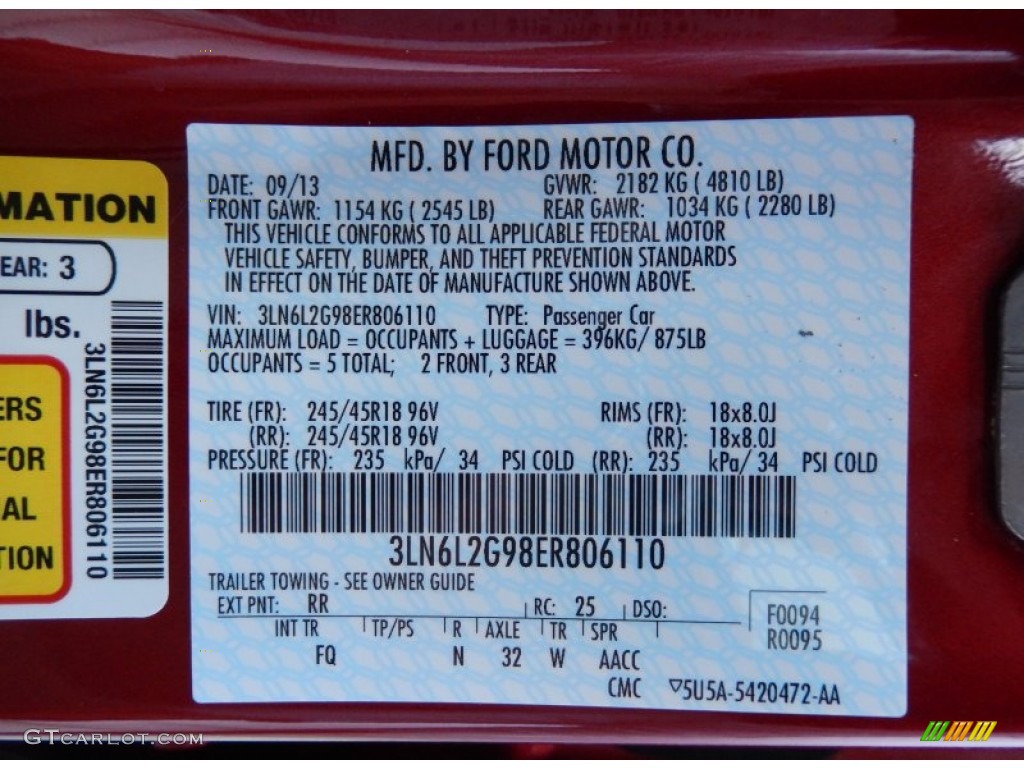 MATION
EAR: 3
lbs.
ERS
FOR
AL
TION
3LN6L2G98ER806110
MFD. BY FORD MOTOR CO.
DATE: 09/13 GVWR: 2182 KG ( 4810 LB)
FRONT GAWR: 1154 KG ( 2545 LB) REAR GAWR: 1034 KG ( 2280 LB)
THIS VEHICLE CONFORMS TO ALL APPLICABLE FEDERAL MOTOR
VEHICLE SAFETY, BUMPER, AND THEFT PREVENTION STANDARDS
IN EFFECT ON THE DATE OF MANUFACTURE SHOWN ABOVE.
VIN: 3LN6L2G98ER806110 TYPE: Passenger Car
MAXIMUM LOAD = OCCUPANTS + LUGGAGE = 396KG/ 875LB
OCCUPANTS = 5 TOTAL; 2 FRONT, 3 REAR
TIRE (FR): 245/45R18 96V RIMS (FR): 18x8.0J
(RR): 245/45R18 96V (RR): 18x8.0J
PRESSURE (FR): 235 kPa/ 34 PSI COLD (RR): 235 kPa/ 34 PSI COLD
3LN6L2G98ER806110
TRAILER TOWING - SEE OWNER GUIDE
EXT PNT: RR RC: 25 DSO: F0094
INT TR TP/PS R AXLE TR SPR R0095
FQ N 32 W AACC
CMC ▽5U5A-5420472-AA
GTCARLOT.COM